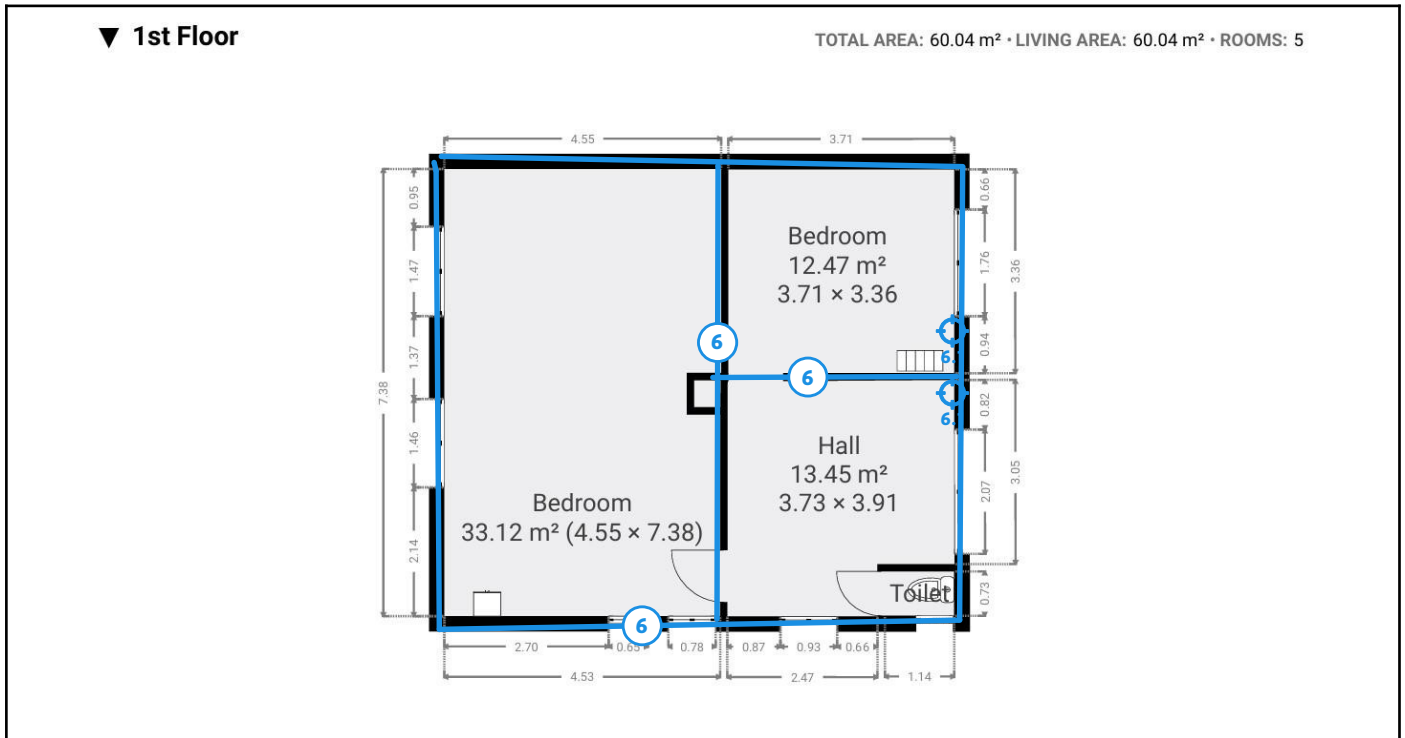 ▼ 1st Floor
TOTAL AREA: 60.04 m² • LIVING AREA: 60.04 m² • ROOMS: 5
4.55
3.71
0.95
0.66
1.47
1.76
3.36
Bedroom
12.47 m²
3.71 × 3.36
6
0.94
6.
1.37
7.38
6
0.82
6.
1.46
Hall
13.45 m²
3.73 × 3.91
3.05
2.07
Bedroom
33.12 m² (4.55 × 7.38)
2.14
Toilet
0.73
6
2.70
0.65
0.78
0.87
0.93
0.66
4.53
2.47
1.14